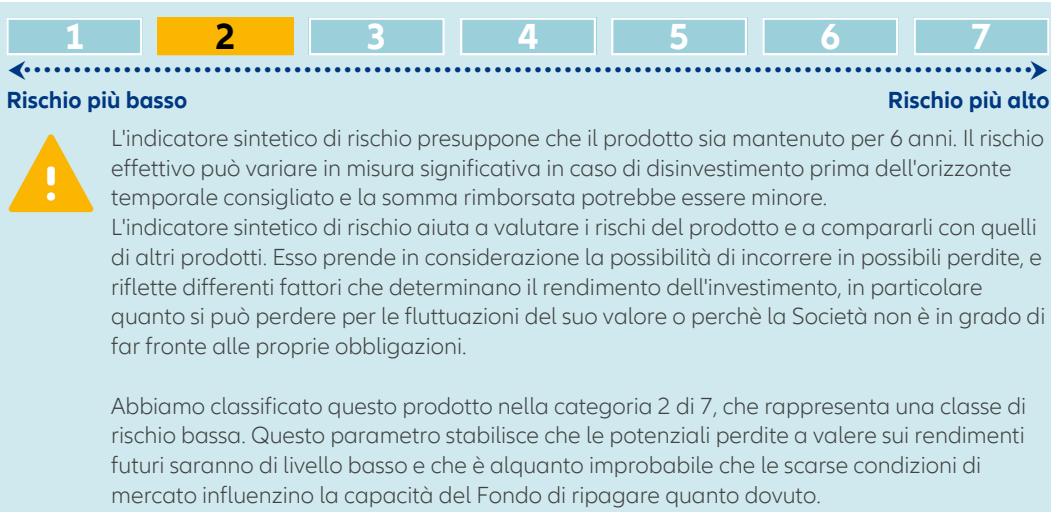 1 2 3 4 5 6 7
Rischio più basso Rischio più alto
L'indicatore sintetico di rischio presuppone che il prodotto sia mantenuto per 6 anni. Il rischio
effettivo può variare in misura significativa in caso di disinvestimento prima dell'orizzonte
temporale consigliato e la somma rimborsata potrebbe essere minore.
L'indicatore sintetico di rischio aiuta a valutare i rischi del prodotto e a compararli con quelli
di altri prodotti. Esso prende in considerazione la possibilità di incorrere in possibili perdite, e
riflette differenti fattori che determinano il rendimento dell'investimento, in particolare
quanto si può perdere per le fluttuazioni del suo valore o perchè la Società non è in grado di
far fronte alle proprie obbligazioni.
Abbiamo classificato questo prodotto nella categoria 2 di 7, che rappresenta una classe di
rischio bassa. Questo parametro stabilisce che le potenziali perdite a valere sui rendimenti
futuri saranno di livello basso e che è alquanto improbabile che le scarse condizioni di
mercato influenzino la capacità del Fondo di ripagare quanto dovuto.